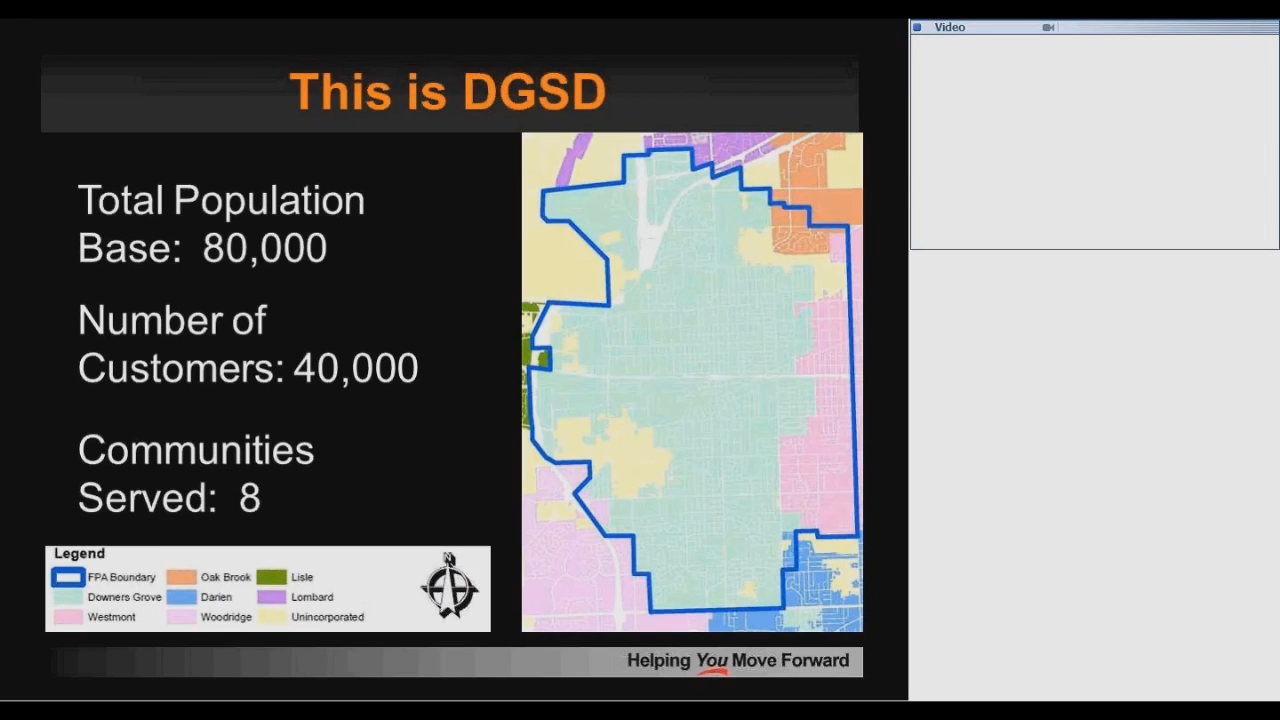 Video
This is DGSD
Total Population
Base: 80,000
Number of
Customers: 40,000
Communities
Served: 8
Legend
N
FPA Boundary
Oak Brook
Lisle
Downers Grove
Darien
Lombard
Westmont
Woodridge
Unincorporated
Helping You Move Forward